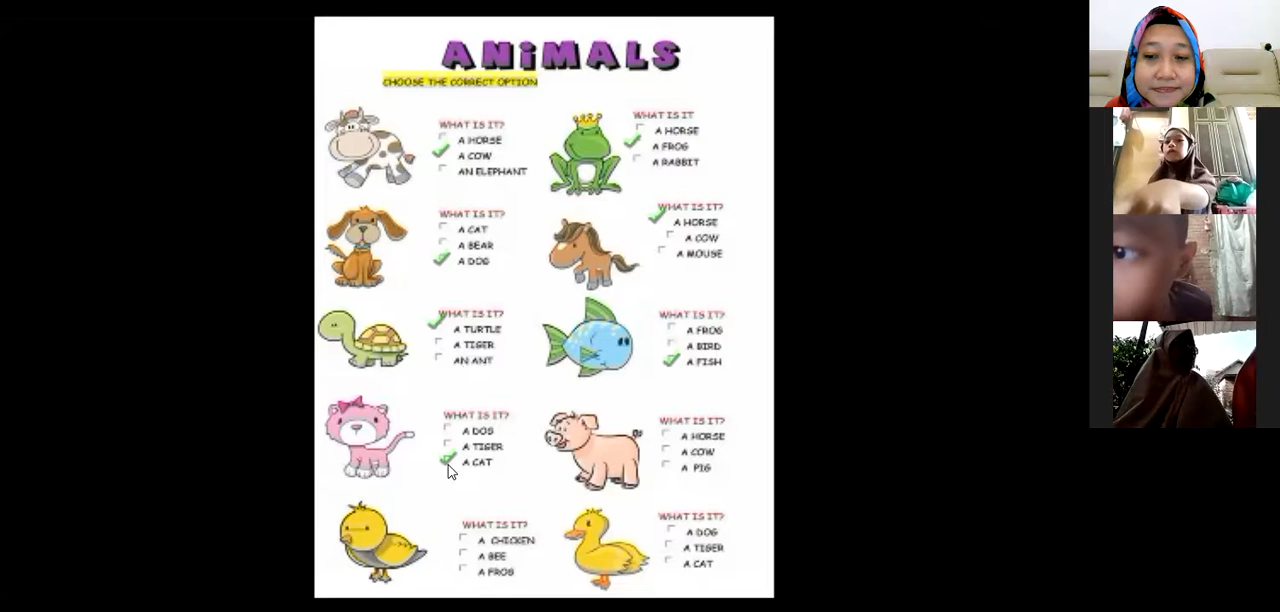 ANiMALS
CHOOSE THE CORRECT OPTION
WHAT IS IT?
A HORSE
A COW
AN ELEPHANT
WHAT IS IT
A HORSE
A FROG
A RABBIT
WHAT IS IT?
A CAT
A BEAR
A DOG
WHAT IS IT?
A HORSE
A COW
A MOUSE
WHAT IS IT?
A TURTLE
A TIGER
AN ANT
WHAT IS IT?
A FROG
A BIRD
A FISH
WHAT IS IT?
A DOG
A TIGER
A CAT
WHAT IS IT?
A HORSE
A COW
A PIG
WHAT IS IT?
A CHICKEN
A BEE
A FROG
WHAT IS IT?
A DOG
A TIGER
A CAT